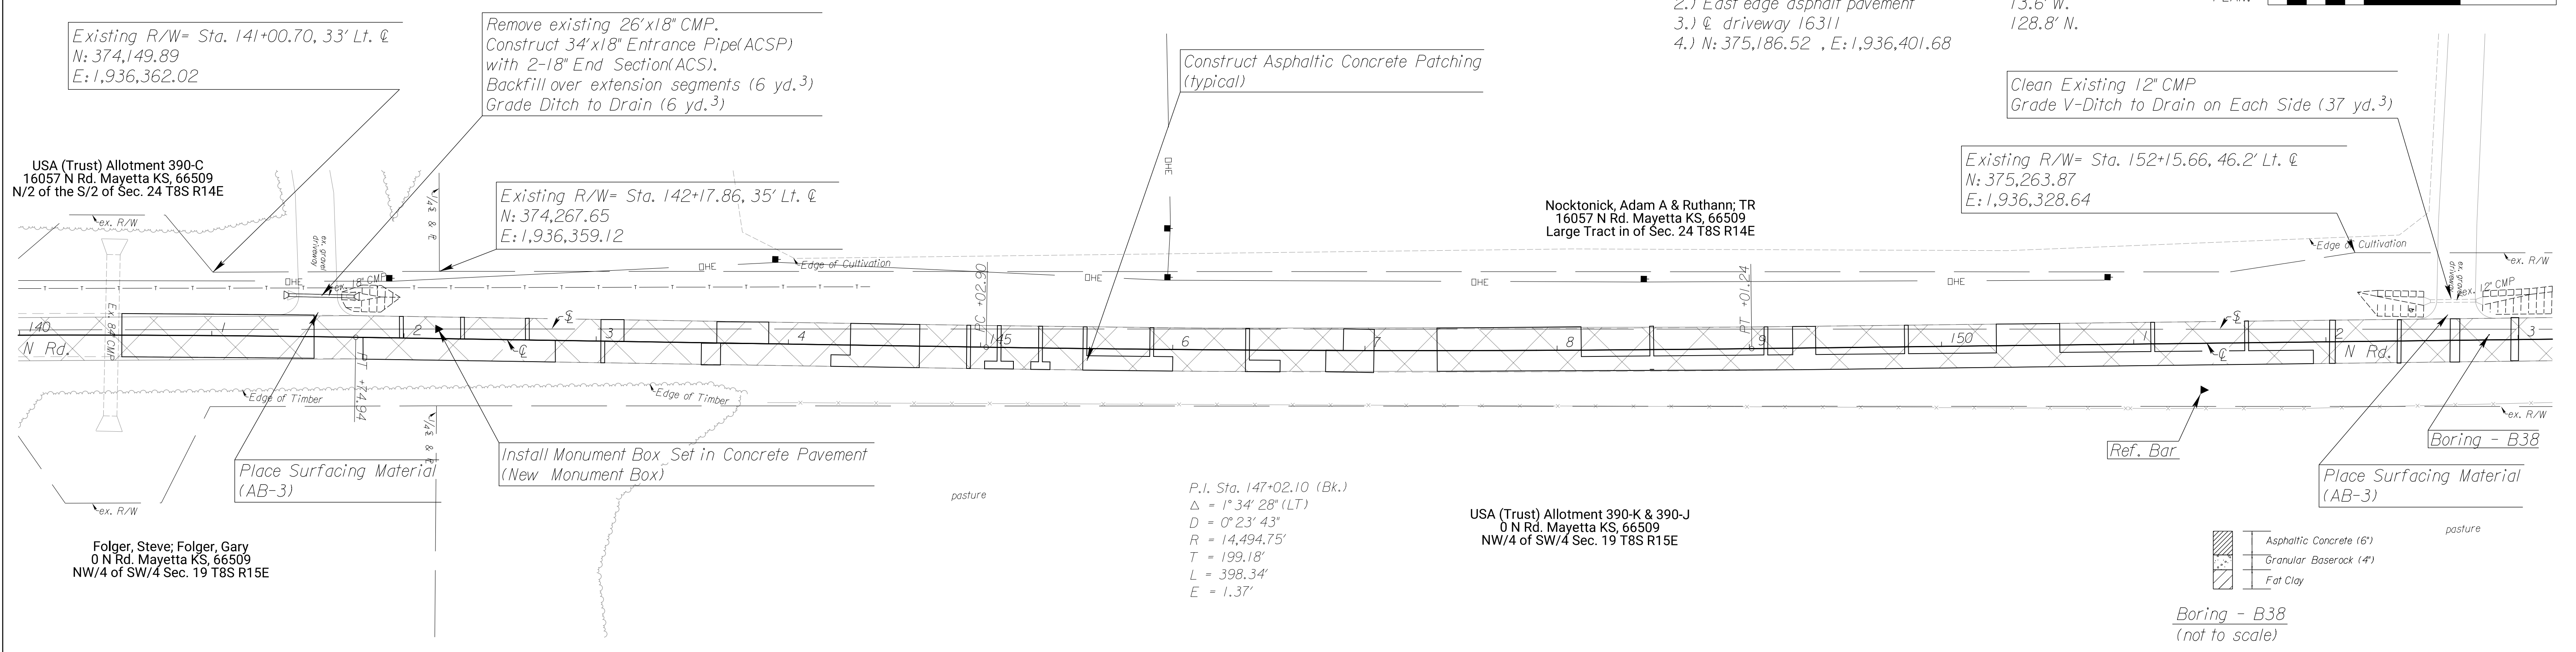 Existing R/W= Sta. 141+00.70, 33' Lt. ℄
N: 374,149.89
E: 1,936,362.02
Remove existing 26'x18" CMP.
Construct 34'x18" Entrance Pipe(ACSP)
with 2-18" End Section(ACS).
Backfill over extension segments (6 yd.³)
Grade Ditch to Drain (6 yd.³)
Construct Asphaltic Concrete Patching
(typical)
2.) East edge asphalt pavement 13.6' W.
3.) ℄ driveway 16311 128.8' N.
4.) N: 375,186.52 , E: 1,936,401.68
Clean Existing 12" CMP
Grade V-Ditch to Drain on Each Side (37 yd.³)
USA (Trust) Allotment 390-C
16057 N Rd. Mayetta KS, 66509
N/2 of the S/2 of Sec. 24 T8S R14E
Existing R/W= Sta. 142+17.86, 35' Lt. ℄
N: 374,267.65
E: 1,936,359.12
Nocktonick, Adam A & Ruthann; TR
16057 N Rd. Mayetta KS, 66509
Large Tract in of Sec. 24 T8S R14E
Existing R/W= Sta. 152+15.66, 46.2' Lt. ℄
N: 375,263.87
E: 1,936,328.64
ex. R/W
ex. gravel
driveway
OHE
ex. 18" CMP
OHE
Edge of Cultivation
OHE
OHE
OHE
OHE
Edge of Cultivation
ex. R/W
ex. gravel
driveway
ex. 12" CMP
T T T T T T T T T T T T T T T
Ex. 84" CMP
PT +74.94
PC +02.90
PT +01.24
140 1 2 3 4 145 6 7 8 9 150 1 2 3
℄ ℄ ℄ ℄
N Rd.
N Rd.
Edge of Timber
Edge of Timber
ex. R/W
Place Surfacing Material
(AB-3)
Install Monument Box Set in Concrete Pavement
(New Monument Box)
ex. R/W
pasture
Ref. Bar
Boring - B38
Place Surfacing Material
(AB-3)
P.I. Sta. 147+02.10 (Bk.)
Δ = 1° 34' 28" (LT)
D = 0° 23' 43"
R = 14,494.75'
T = 199.18'
L = 398.34'
E = 1.37'
USA (Trust) Allotment 390-K & 390-J
0 N Rd. Mayetta KS, 66509
NW/4 of SW/4 Sec. 19 T8S R15E
Folger, Steve; Folger, Gary
0 N Rd. Mayetta KS, 66509
NW/4 of SW/4 Sec. 19 T8S R15E
pasture
Asphaltic Concrete (6")
Granular Baserock (4")
Fat Clay
Boring - B38
(not to scale)